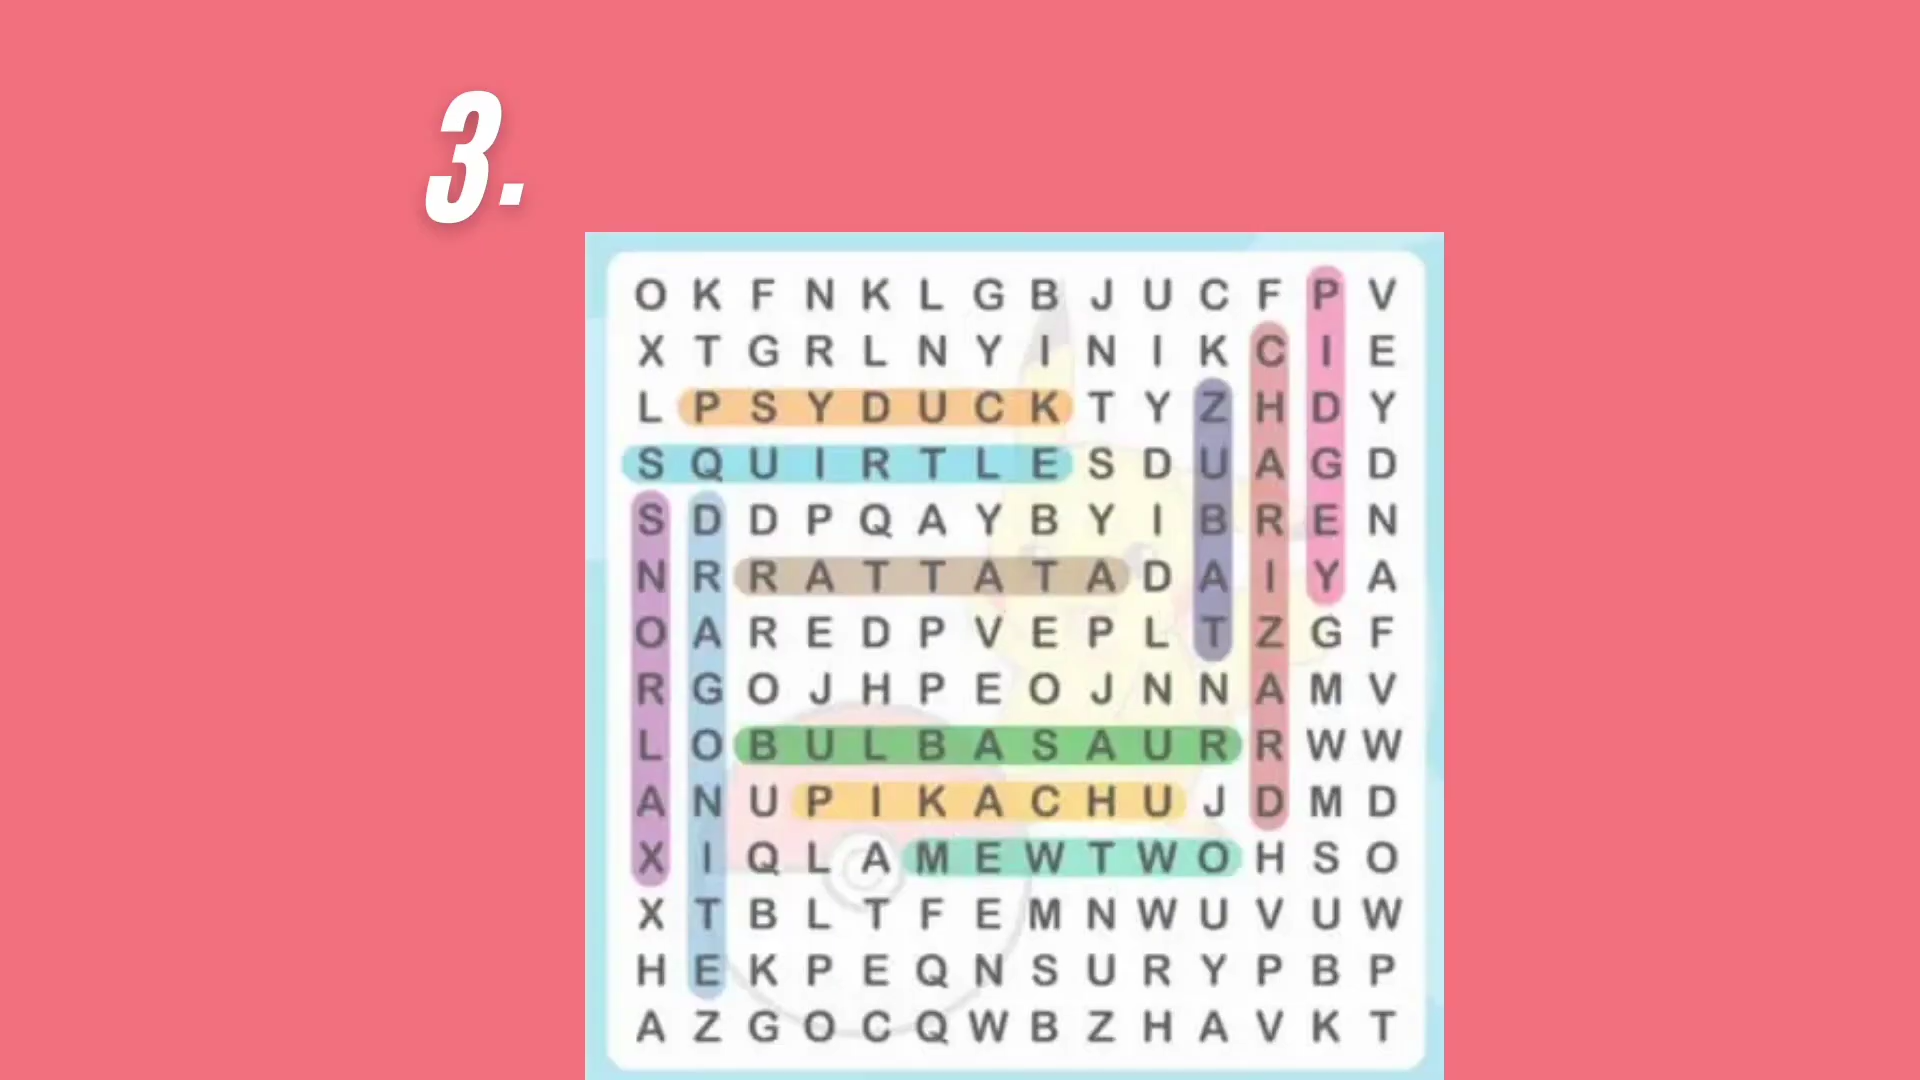 3.
O K F N K L G B J U C F P V
X T G R L N Y I N I K C I E
L P S Y D U C K T Y Z H D Y
S Q U I R T L E S D U A G D
S D D P Q A Y B Y I B R E N
N R R A T T A T A D A I Y A
O A R E D P V E P L T Z G F
R G O J H P E O J N N A M V
L O B U L B A S A U R R W W
A N U P I K A C H U J D M D
X I Q L A M E W T W O H S O
X T B L T F E M N W U V U W
H E K P E Q N S U R Y P B P
A Z G O C Q W B Z H A V K T